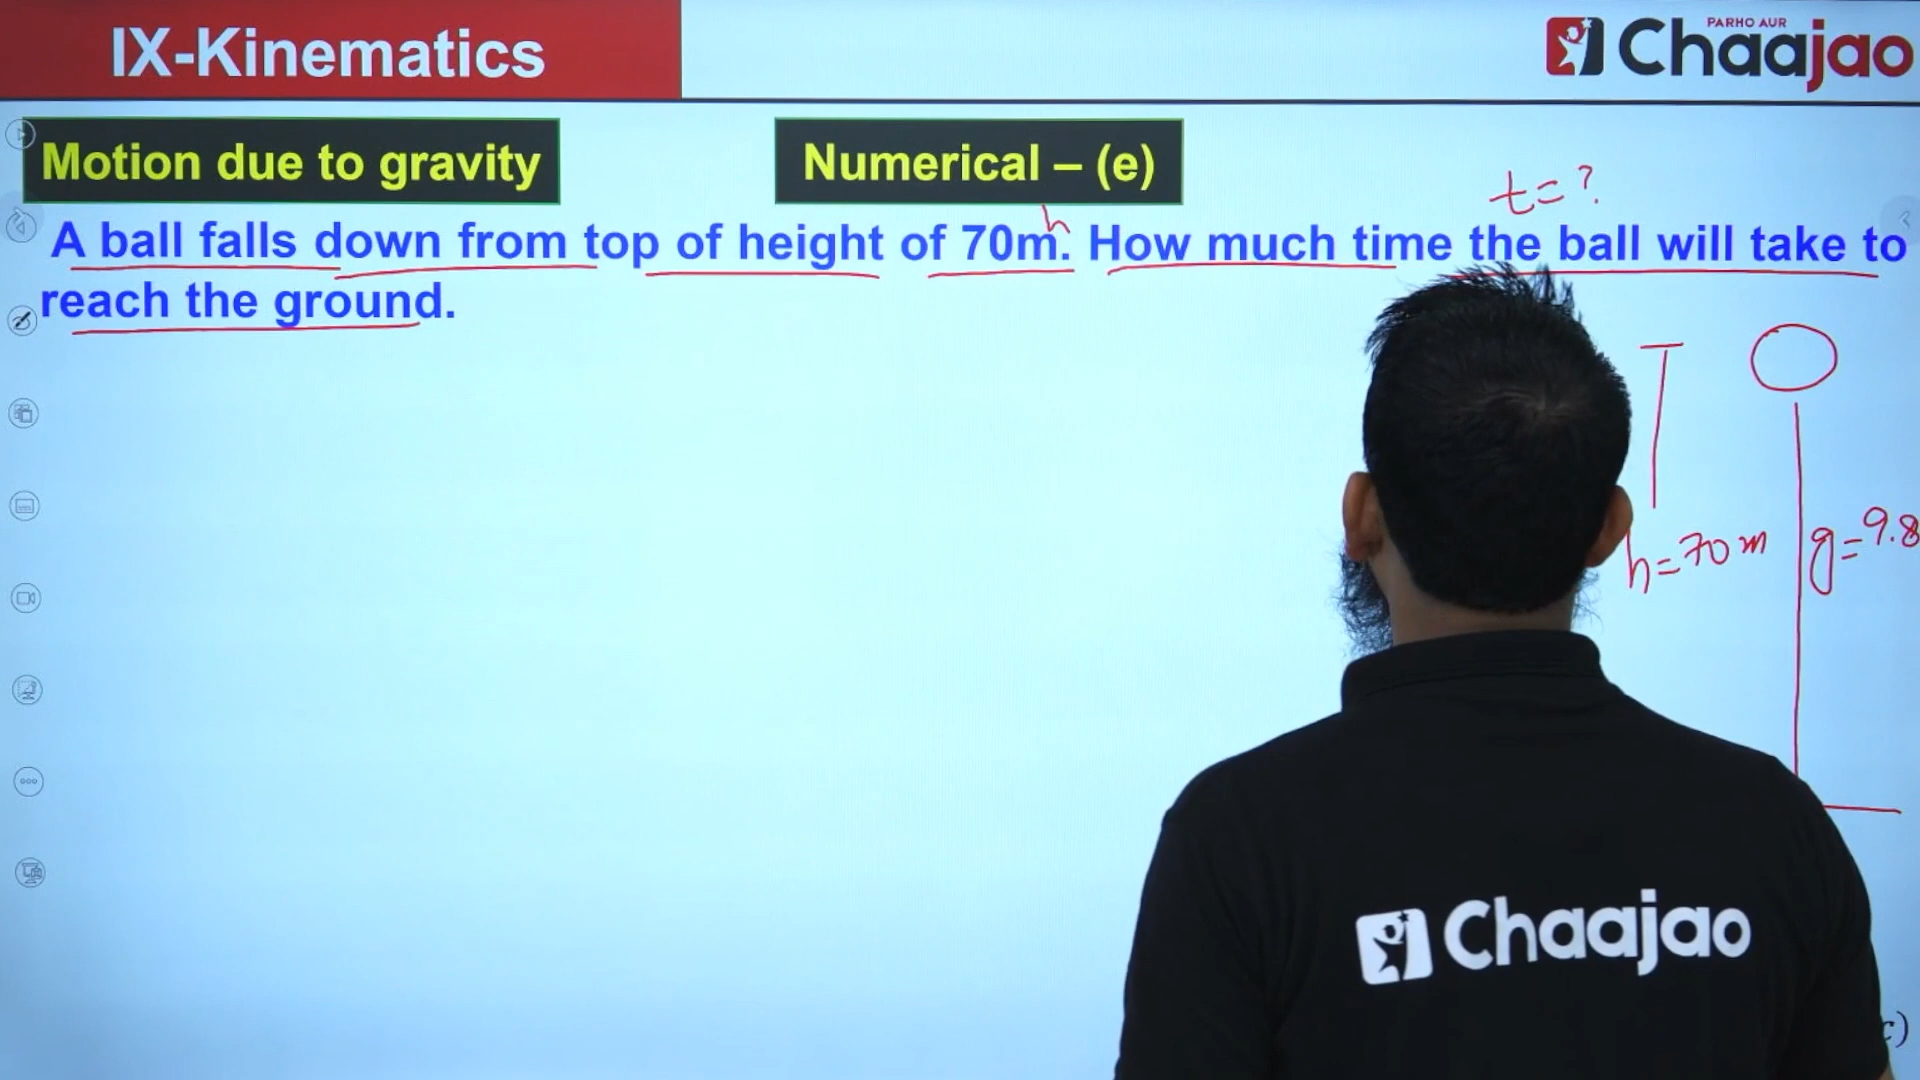 IX-Kinematics
PARHO AUR
Chaajao
Motion due to gravity
Numerical – (e)
t = ?
h
A ball falls down from top of height of 70m. How much time the ball will take to
reach the ground.
h = 70 m
g = 9.8
Chaajao
c)